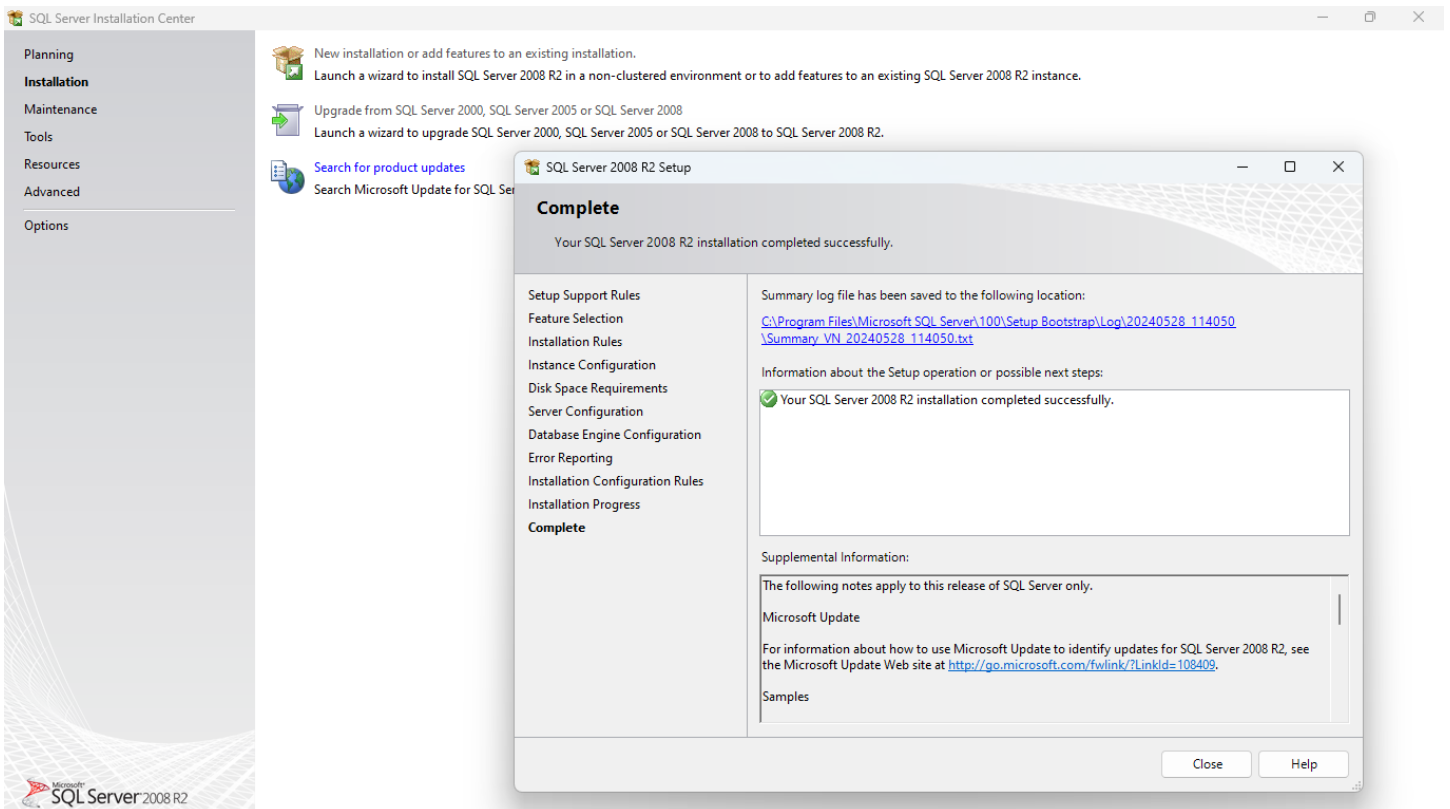 SQL Server Installation Center
Planning
Installation
Maintenance
Tools
Resources
Advanced
Options
New installation or add features to an existing installation.
Launch a wizard to install SQL Server 2008 R2 in a non-clustered environment or to add features to an existing SQL Server 2008 R2 instance.
Upgrade from SQL Server 2000, SQL Server 2005 or SQL Server 2008
Launch a wizard to upgrade SQL Server 2000, SQL Server 2005 or SQL Server 2008 to SQL Server 2008 R2.
Search for product updates
Search Microsoft Update for SQL Ser
SQL Server 2008 R2 Setup
Complete
Your SQL Server 2008 R2 installation completed successfully.
Setup Support Rules
Feature Selection
Installation Rules
Instance Configuration
Disk Space Requirements
Server Configuration
Database Engine Configuration
Error Reporting
Installation Configuration Rules
Installation Progress
Complete
Summary log file has been saved to the following location:
C:\Program Files\Microsoft SQL Server\100\Setup Bootstrap\Log\20240528_114050
\Summary_VN_20240528_114050.txt
Information about the Setup operation or possible next steps:
Your SQL Server 2008 R2 installation completed successfully.
Supplemental Information:
The following notes apply to this release of SQL Server only.
Microsoft Update
For information about how to use Microsoft Update to identify updates for SQL Server 2008 R2, see
the Microsoft Update Web site at http://go.microsoft.com/fwlink/?LinkId=108409.
Samples
Close
Help
Microsoft
SQL Server 2008 R2